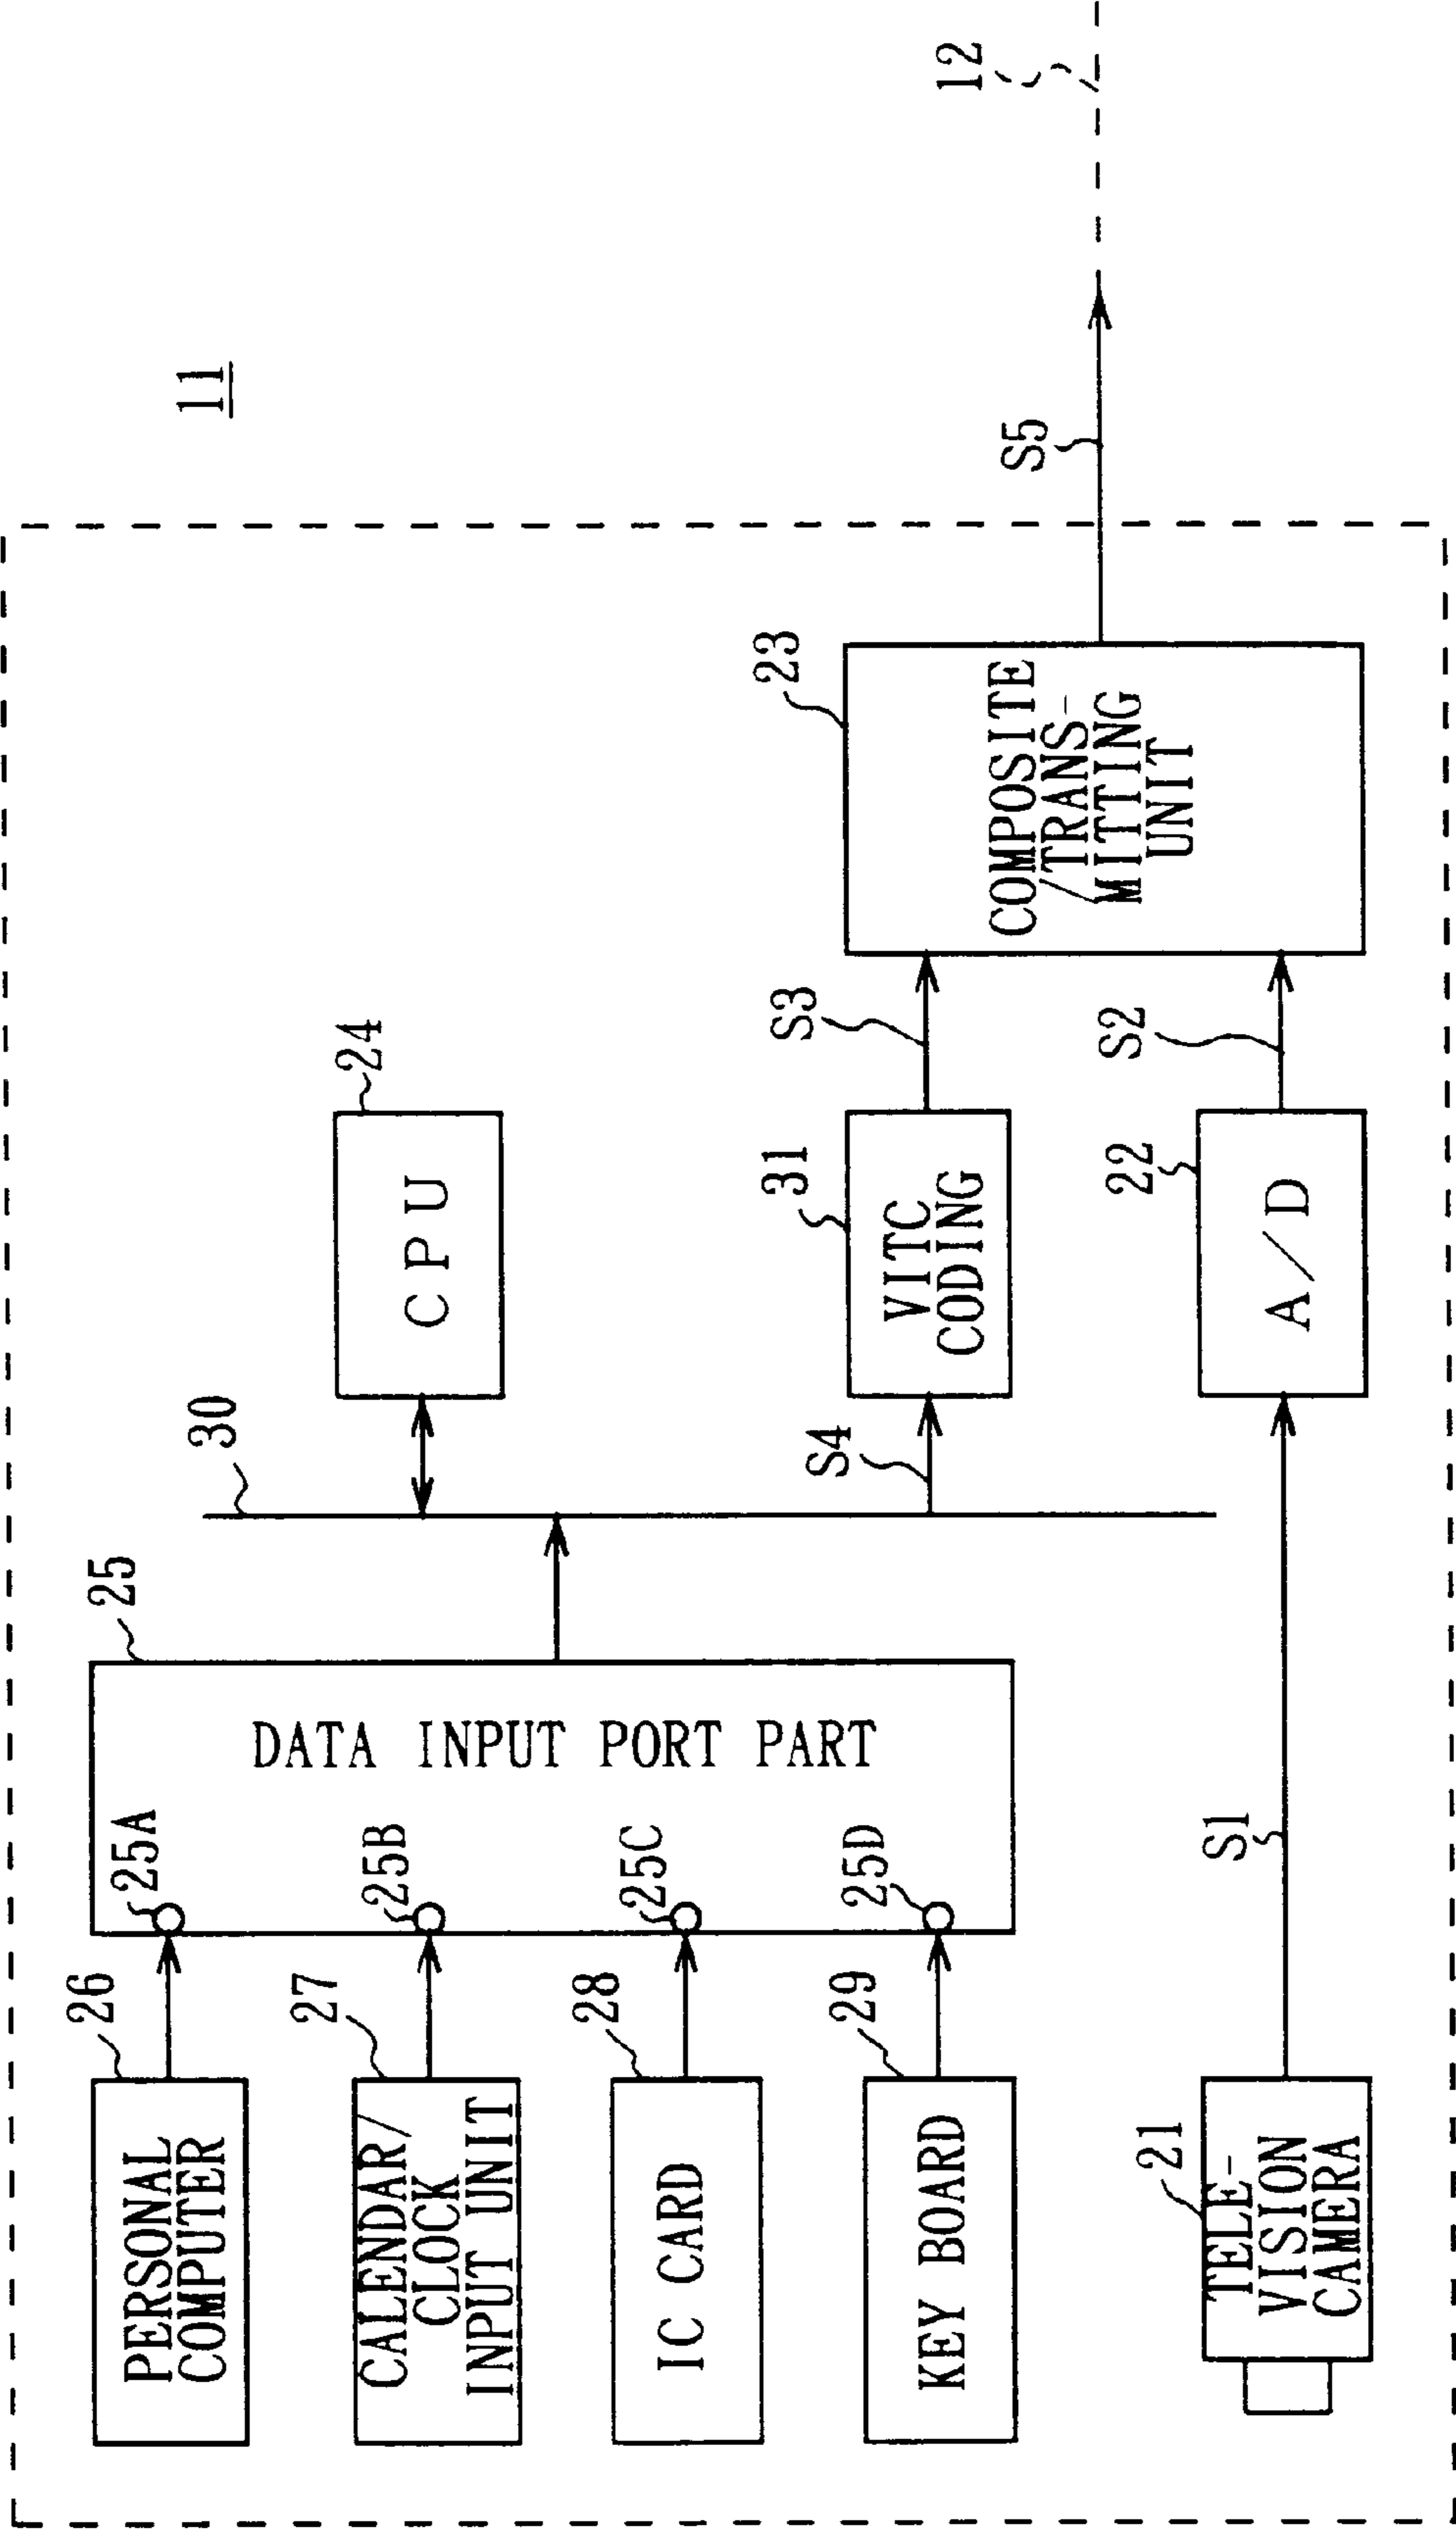 11
12
26
PERSONAL
COMPUTER
25A
25
DATA INPUT PORT PART
30
24
CPU
27
CALENDAR/
CLOCK
INPUT UNIT
25B
28
IC CARD
25C
29
KEY BOARD
25D
S4
31
VITC
CODING
S3
23
COMPOSITE
/TRANS-
MITTING
UNIT
S5
21
TELE-
VISION
CAMERA
S1
22
A/D
S2